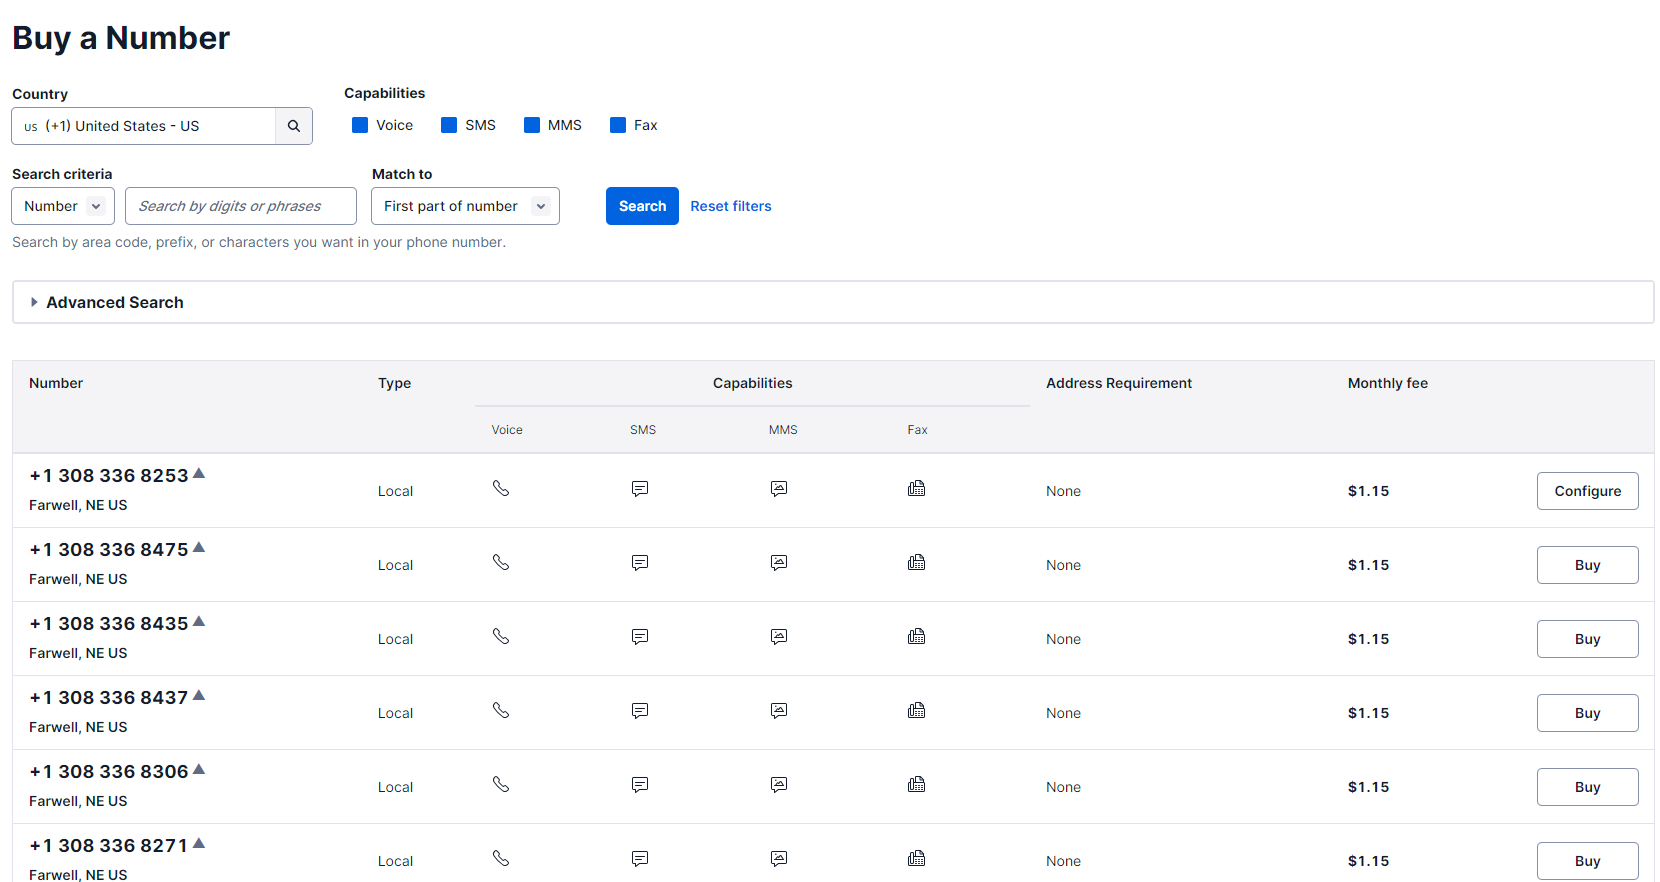 Buy a Number
Country
Capabilities
US (+1) United States - US
Voice SMS MMS Fax
Search criteria Match to
Number Search by digits or phrases First part of number Search Reset filters
Search by area code, prefix, or characters you want in your phone number.
Advanced Search
Number Type Capabilities Address Requirement Monthly fee
Voice SMS MMS Fax
+1 308 336 8253
Local None $1.15 Configure
Farwell, NE US
+1 308 336 8475
Local None $1.15 Buy
Farwell, NE US
+1 308 336 8435
Local None $1.15 Buy
Farwell, NE US
+1 308 336 8437
Local None $1.15 Buy
Farwell, NE US
+1 308 336 8306
Local None $1.15 Buy
Farwell, NE US
+1 308 336 8271
Local None $1.15 Buy
Farwell, NE US